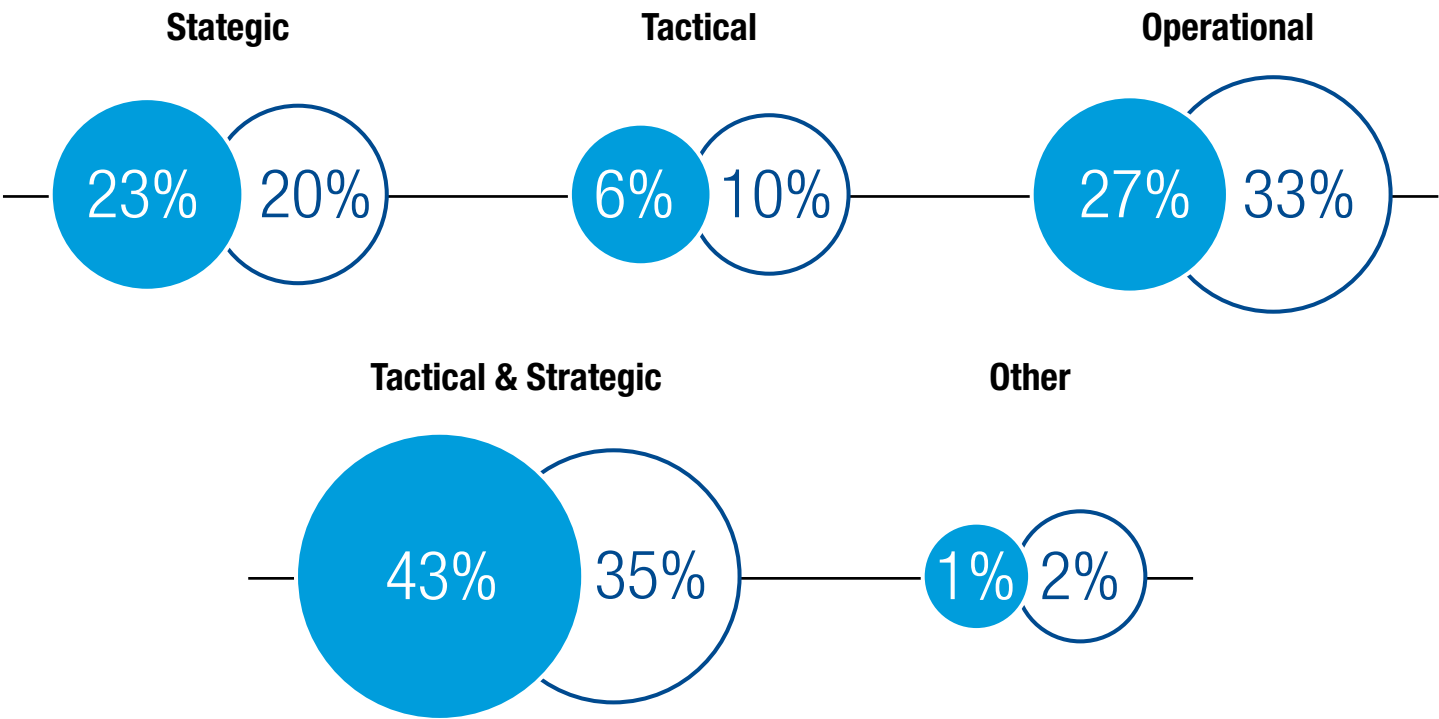 Stategic Tactical Operational
23% 20% 6% 10% 27% 33%
Tactical & Strategic Other
43% 35% 1% 2%